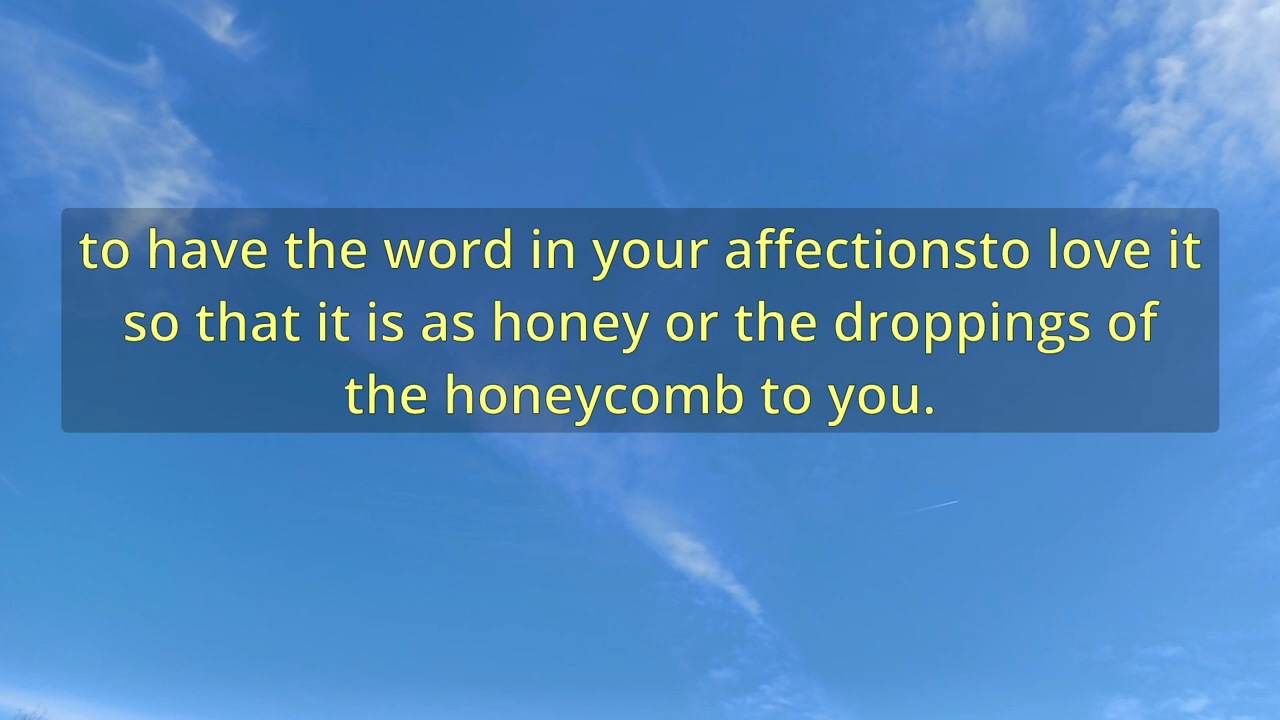 to have the word in your affectionsto love it
so that it is as honey or the droppings of
the honeycomb to you.